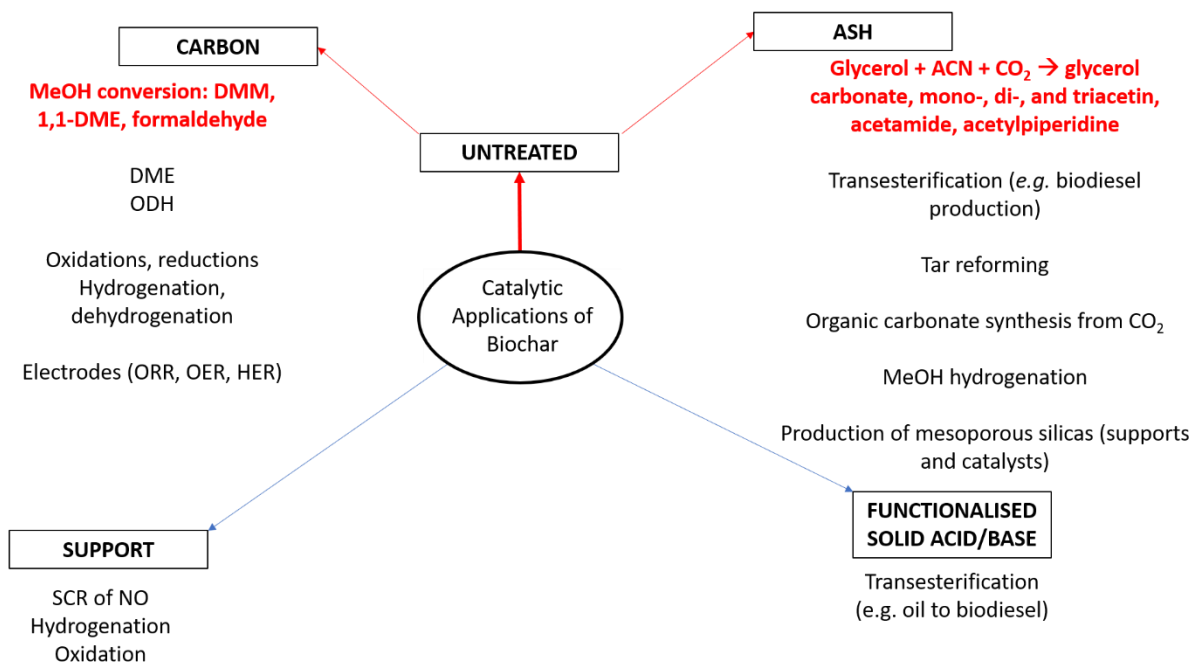 CARBON
MeOH conversion: DMM,
1,1-DME, formaldehyde
DME
ODH
Oxidations, reductions
Hydrogenation,
dehydrogenation
Electrodes (ORR, OER, HER)
UNTREATED
Catalytic
Applications of
Biochar
ASH
Glycerol + ACN + CO₂ → glycerol
carbonate, mono-, di-, and triacetin,
acetamide, acetylpiperidine
Transesterification (e.g. biodiesel
production)
Tar reforming
Organic carbonate synthesis from CO₂
MeOH hydrogenation
Production of mesoporous silicas (supports
and catalysts)
SUPPORT
SCR of NO
Hydrogenation
Oxidation
FUNCTIONALISED
SOLID ACID/BASE
Transesterification
(e.g. oil to biodiesel)